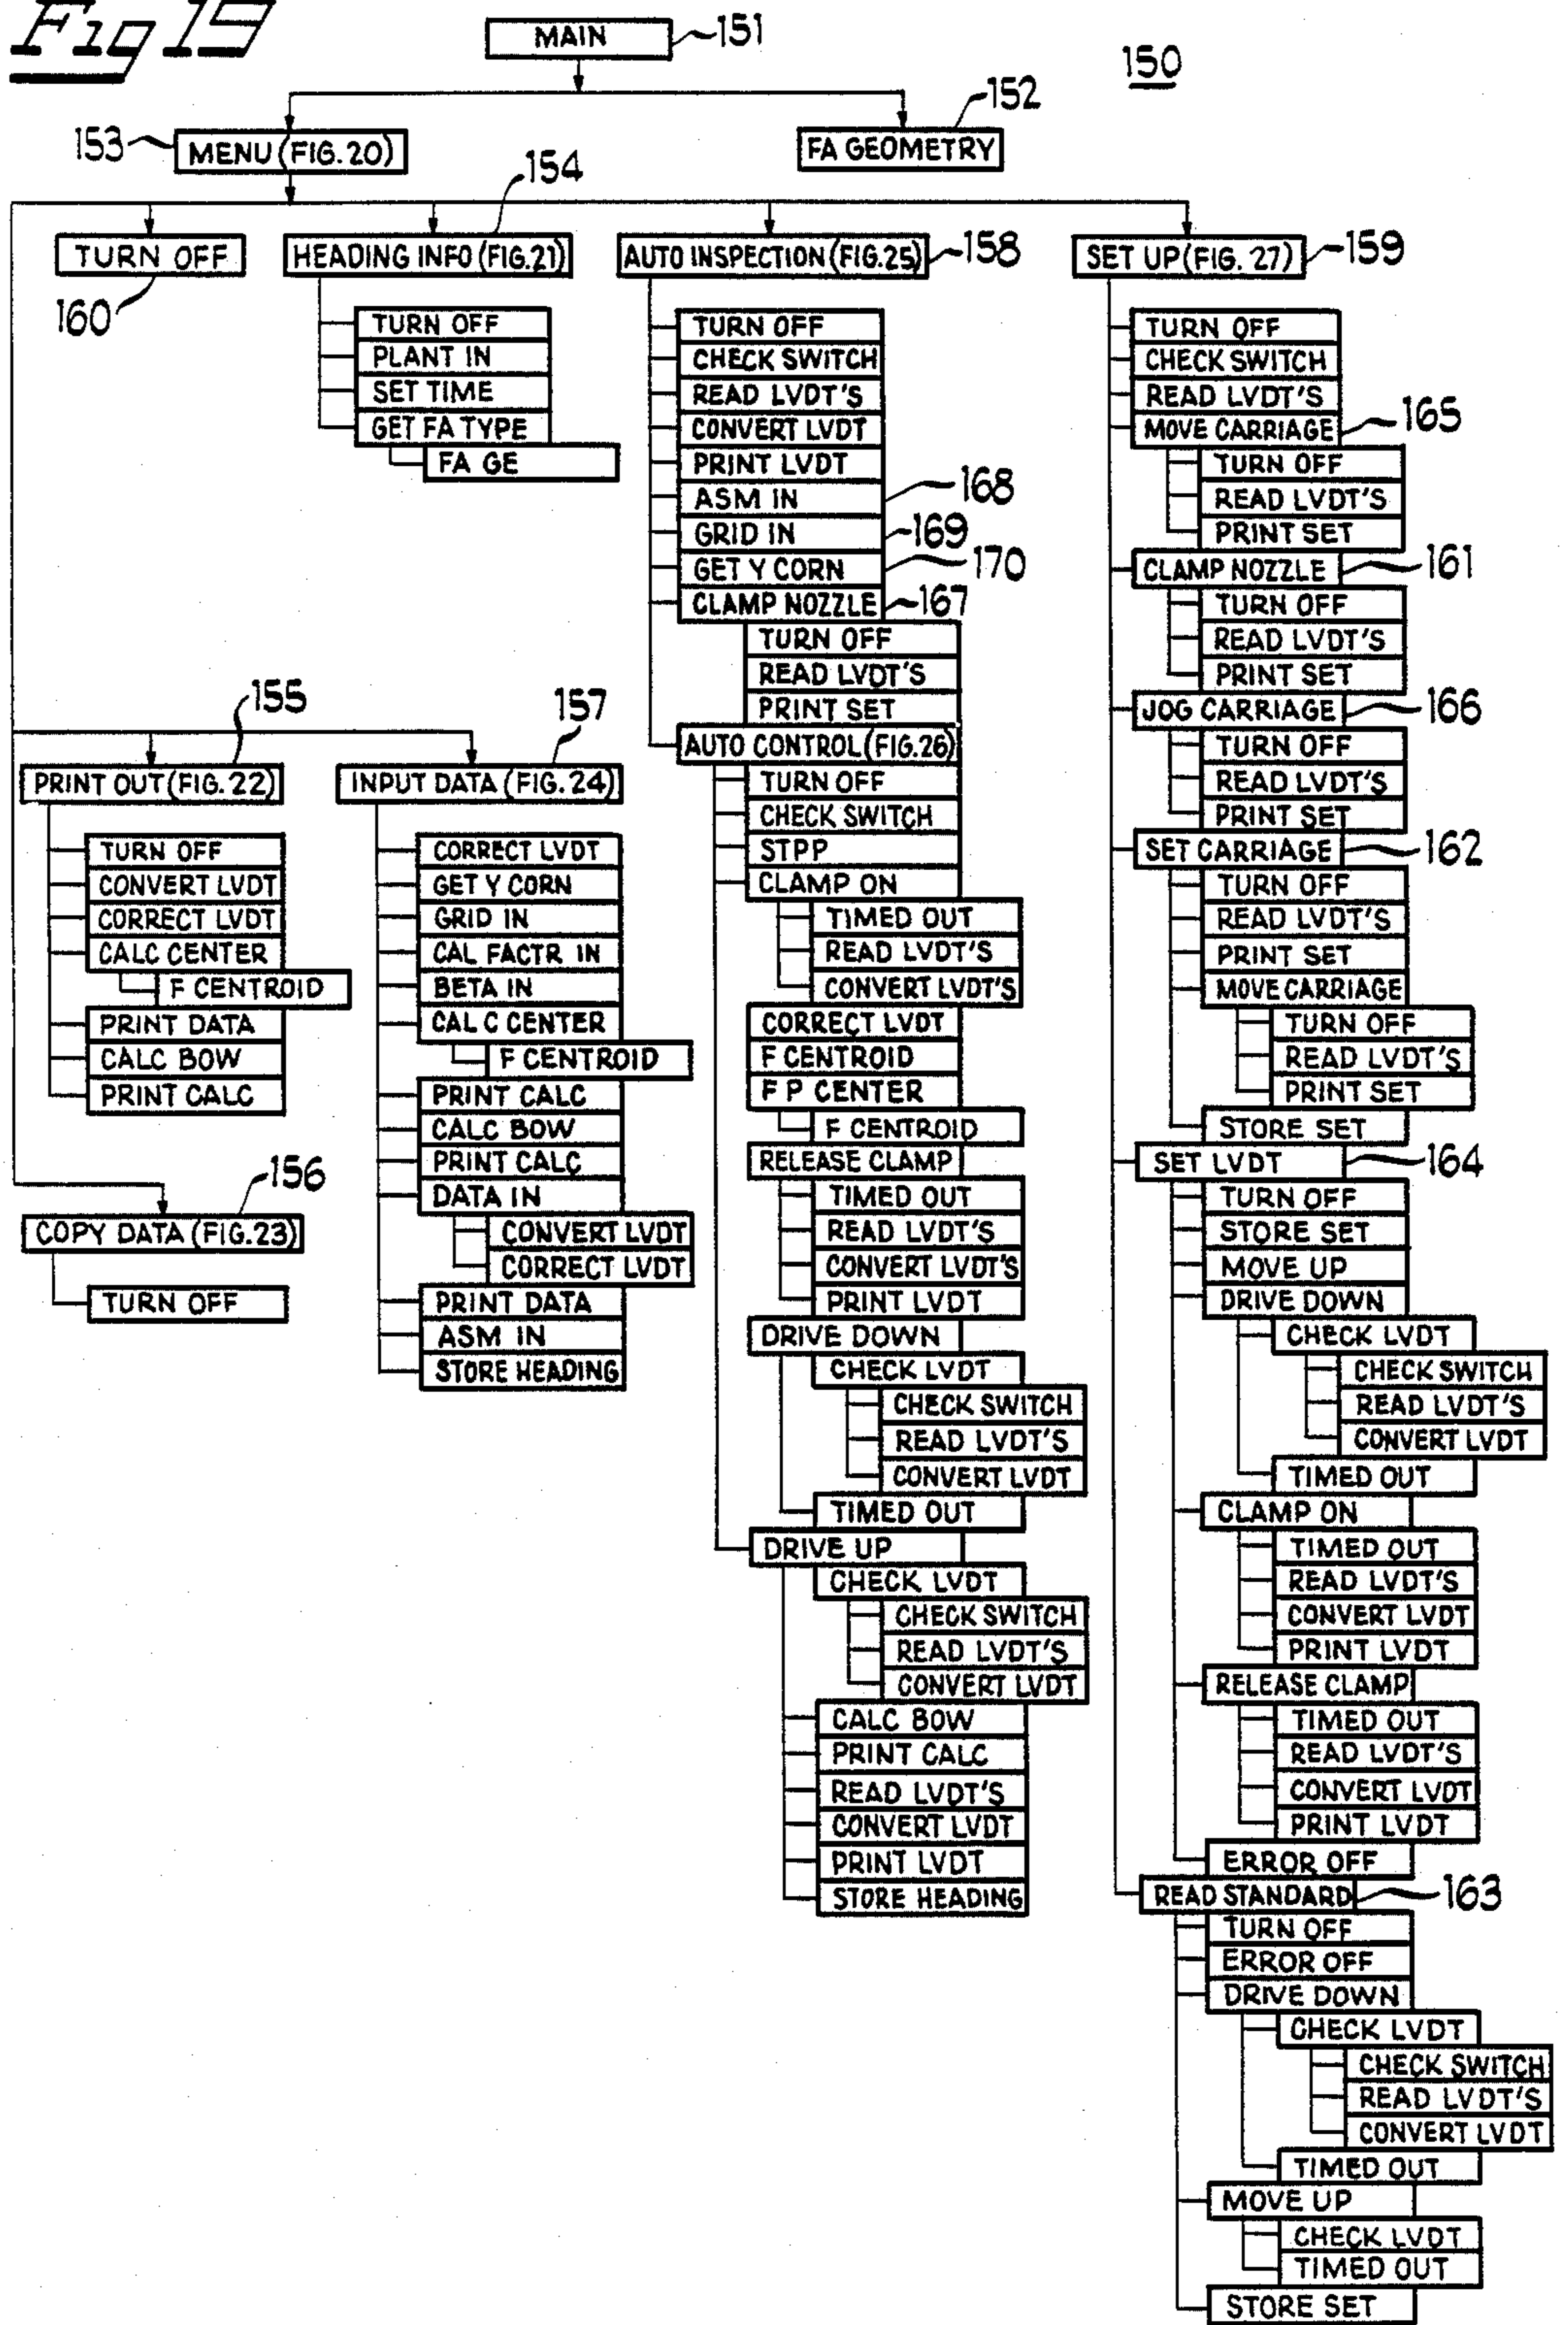 Fig 19
MAIN
151
150
152
153
MENU (FIG. 20)
FA GEOMETRY
154
TURN OFF
160
HEADING INFO (FIG. 21)
TURN OFF
PLANT IN
SET TIME
GET FA TYPE
FA GE
AUTO INSPECTION (FIG. 25)
158
TURN OFF
CHECK SWITCH
READ LVDT'S
CONVERT LVDT
PRINT LVDT
ASM IN
168
GRID IN
169
GET Y CORN
170
CLAMP NOZZLE
167
TURN OFF
READ LVDT'S
PRINT SET
AUTO CONTROL (FIG. 26)
TURN OFF
CHECK SWITCH
STPP
CLAMP ON
TIMED OUT
READ LVDT'S
CONVERT LVDT'S
CORRECT LVDT
F CENTROID
F P CENTER
F CENTROID
RELEASE CLAMP
TIMED OUT
READ LVDT'S
CONVERT LVDT'S
PRINT LVDT
DRIVE DOWN
CHECK LVDT
CHECK SWITCH
READ LVDT'S
CONVERT LVDT
TIMED OUT
DRIVE UP
CHECK LVDT
CHECK SWITCH
READ LVDT'S
CONVERT LVDT
CALC BOW
PRINT CALC
READ LVDT'S
CONVERT LVDT
PRINT LVDT
STORE HEADING
SET UP (FIG. 27)
159
TURN OFF
CHECK SWITCH
READ LVDT'S
MOVE CARRIAGE
165
TURN OFF
READ LVDT'S
PRINT SET
CLAMP NOZZLE
161
TURN OFF
READ LVDT'S
PRINT SET
JOG CARRIAGE
166
TURN OFF
READ LVDT'S
PRINT SET
SET CARRIAGE
162
TURN OFF
READ LVDT'S
PRINT SET
MOVE CARRIAGE
TURN OFF
READ LVDT'S
PRINT SET
STORE SET
SET LVDT
164
TURN OFF
STORE SET
MOVE UP
DRIVE DOWN
CHECK LVDT
CHECK SWITCH
READ LVDT'S
CONVERT LVDT
TIMED OUT
CLAMP ON
TIMED OUT
READ LVDT'S
CONVERT LVDT
PRINT LVDT
RELEASE CLAMP
TIMED OUT
READ LVDT'S
CONVERT LVDT
PRINT LVDT
ERROR OFF
READ STANDARD
163
TURN OFF
ERROR OFF
DRIVE DOWN
CHECK LVDT
CHECK SWITCH
READ LVDT'S
CONVERT LVDT
TIMED OUT
MOVE UP
CHECK LVDT
TIMED OUT
STORE SET
155
PRINT OUT (FIG. 22)
TURN OFF
CONVERT LVDT
CORRECT LVDT
CALC CENTER
F CENTROID
PRINT DATA
CALC BOW
PRINT CALC
157
INPUT DATA (FIG. 24)
CORRECT LVDT
GET Y CORN
GRID IN
CAL FACTR IN
BETA IN
CAL C CENTER
F CENTROID
PRINT CALC
CALC BOW
PRINT CALC
DATA IN
CONVERT LVDT
CORRECT LVDT
PRINT DATA
ASM IN
STORE HEADING
156
COPY DATA (FIG. 23)
TURN OFF